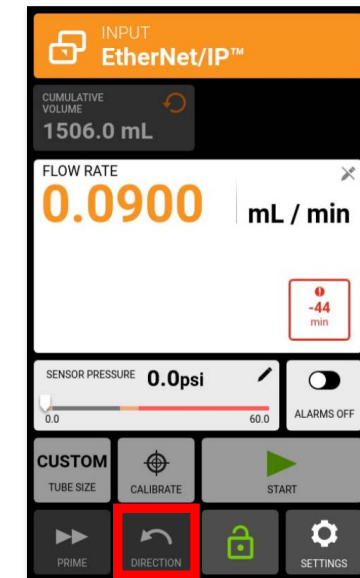 INPUT
EtherNet/IP™
CUMULATIVE
VOLUME
1506.0 mL
FLOW RATE
0.0900 mL / min
-44
min
SENSOR PRESSURE 0.0psi
0.0 60.0
ALARMS OFF
CUSTOM
TUBE SIZE
CALIBRATE
START
PRIME
DIRECTION
SETTINGS